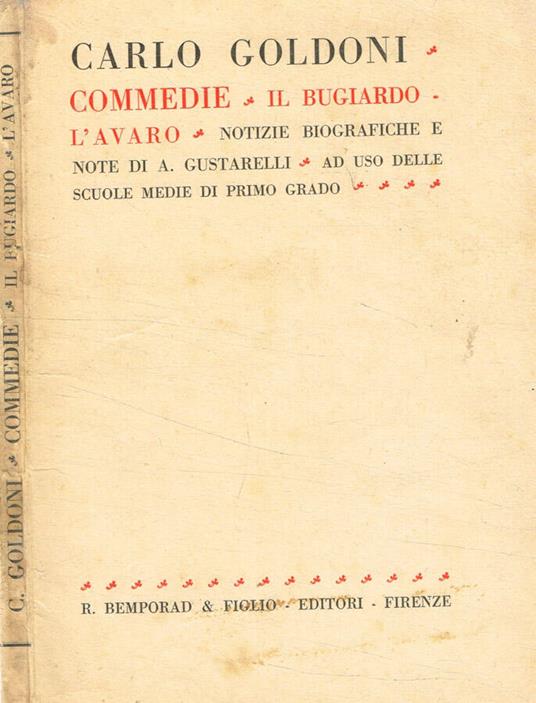 CARLO GOLDONI
COMMEDIE IL BUGIARDO -
L'AVARO NOTIZIE BIOGRAFICHE E
NOTE DI A. GUSTARELLI AD USO DELLE
SCUOLE MEDIE DI PRIMO GRADO
R. BEMPORAD & FIGLIO - EDITORI - FIRENZE
C. GOLDONI COMMEDIE IL BUGIARDO L'AVARO